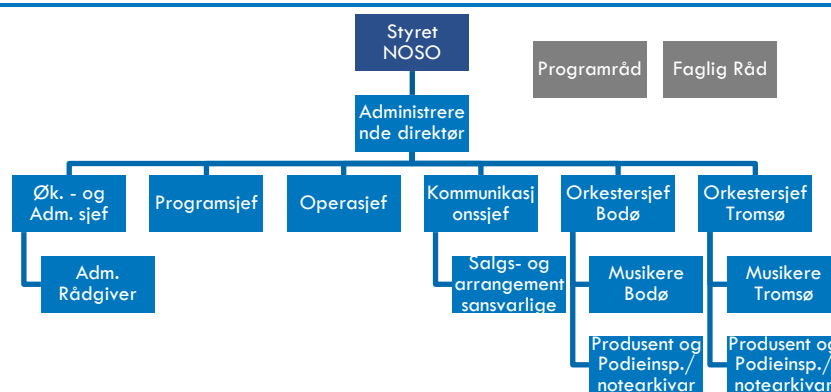 Styret
NOSO
Programråd
Faglig Råd
Administrere
nde direktør
Øk. - og
Adm. sjef
Programsjef
Operasjef
Kommunikasj
onssjef
Orkestersjef
Bodø
Orkestersjef
Tromsø
Adm.
Rådgiver
Salgs- og
arrangement
sansvarlige
Musikere
Bodø
Musikere
Tromsø
Produsent og
Podieinsp./
notearkivar
Produsent og
Podieinsp./
notearkivar